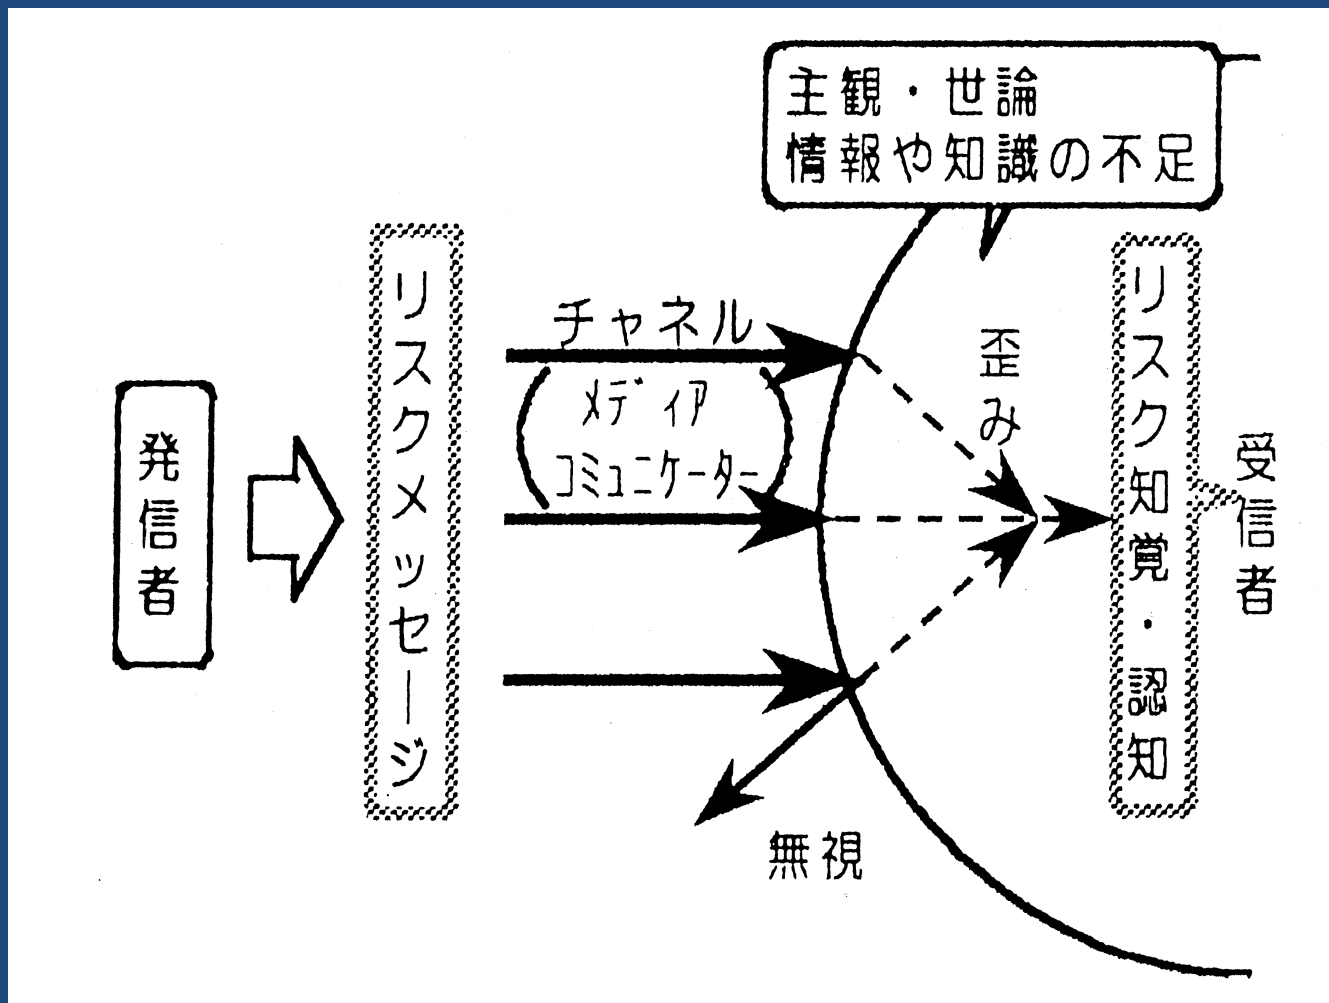 主観・世論
情報や知識の不足
発信者
リスクメッセージ
チャネル
メディア
コミュニケーター
歪み
リスク知覚・認知
受信者
無視